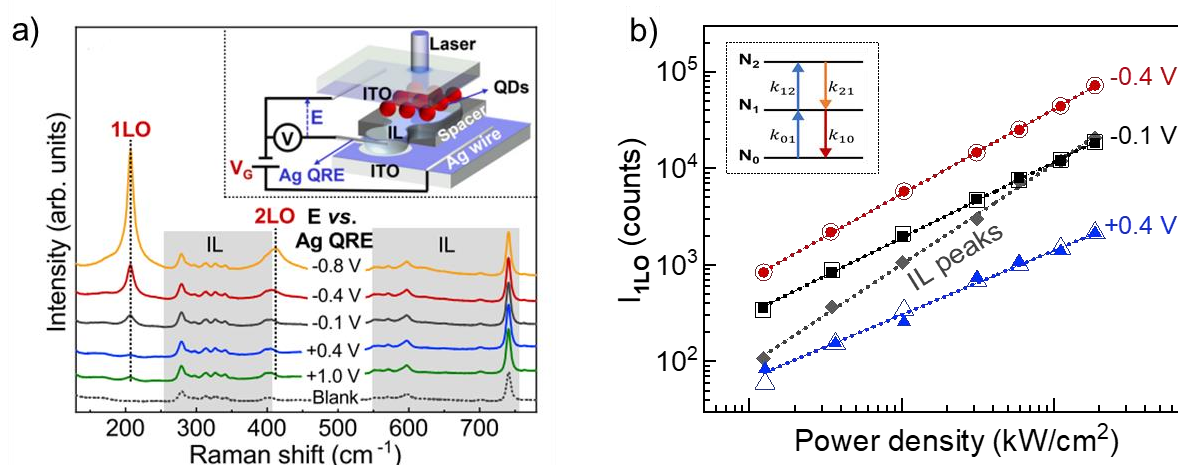 a)
Intensity (arb. units)
1LO
2LO
IL
IL
E vs.
Ag QRE
-0.8 V
-0.4 V
-0.1 V
+0.4 V
+1.0 V
Blank
200
300
400
500
600
700
Raman shift (cm-1)
Laser
ITO
QDs
E
V
IL
Spacer
Ag wire
VG
Ag QRE
ITO
b)
I1LO (counts)
105
104
103
102
N2
k12
k21
N1
k01
k10
N0
-0.4 V
-0.1 V
+0.4 V
IL peaks
Power density (kW/cm2)